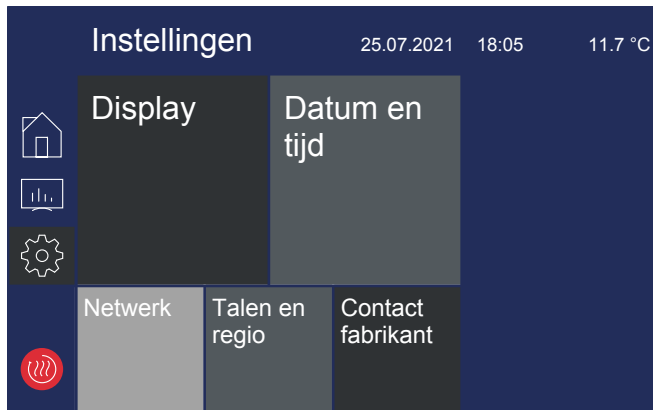 Instellingen 25.07.2021 18:05 11.7 °C
Display
Datum en
tijd
Netwerk
Talen en
regio
Contact
fabrikant